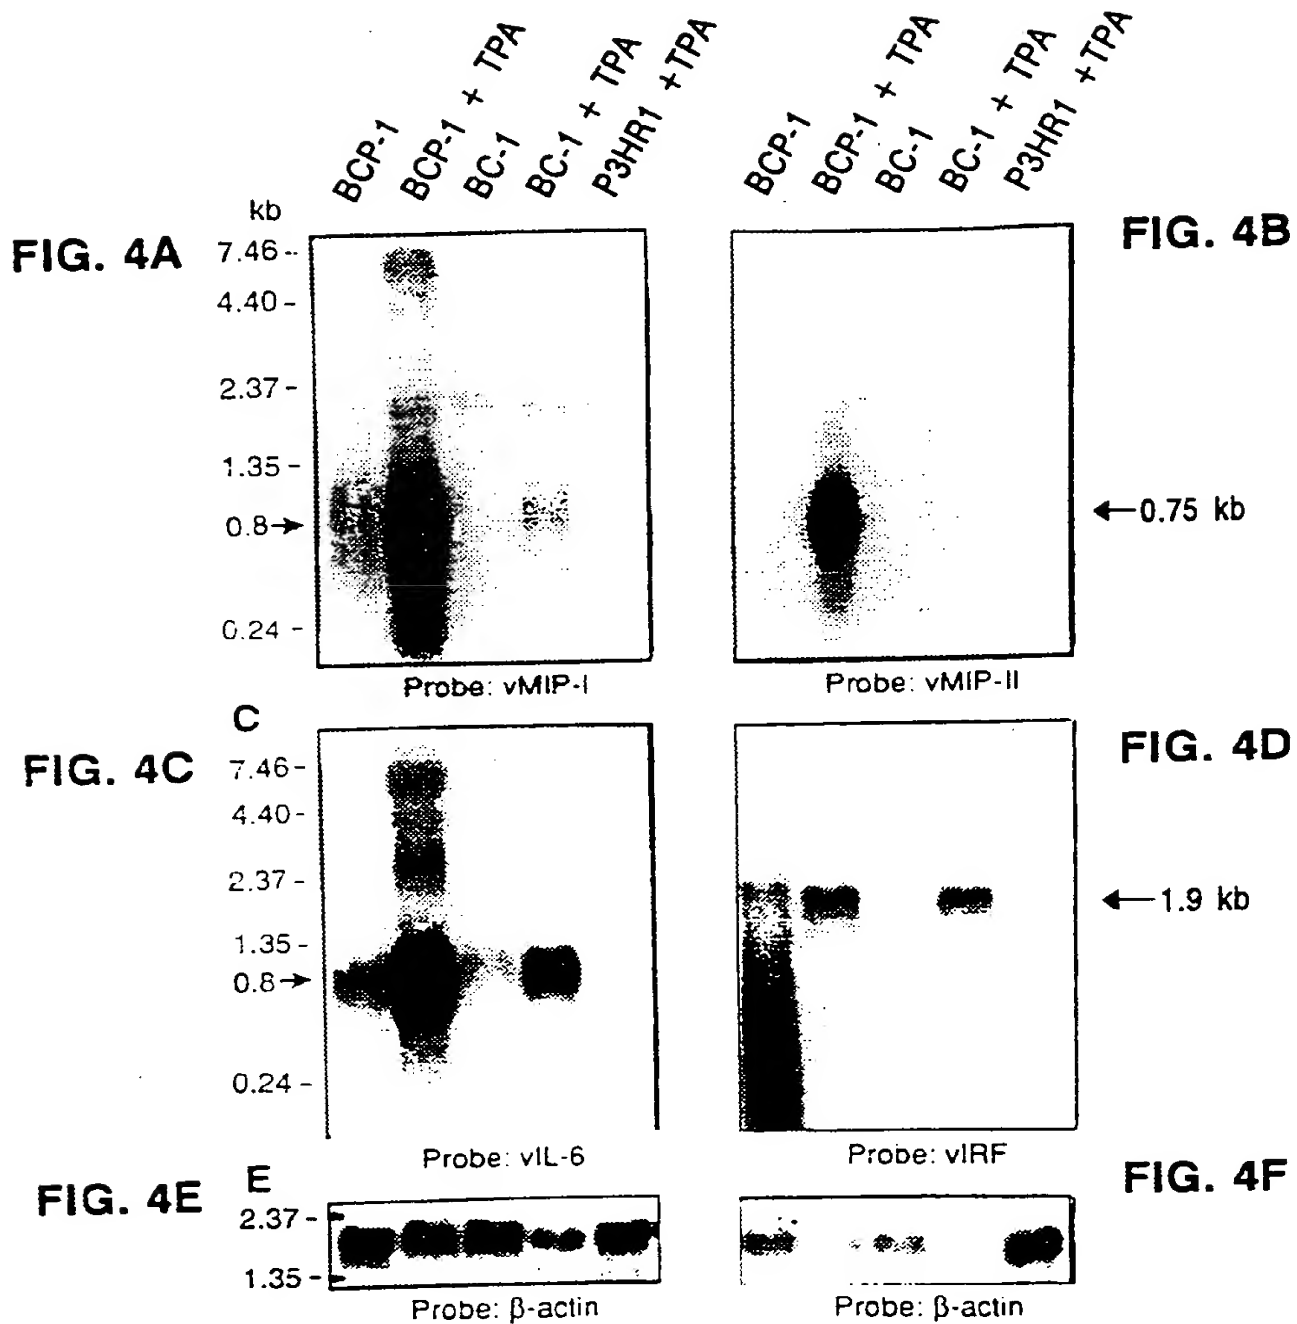 BCP-1
BCP-1 + TPA
BC-1
BC-1 + TPA
P3HR1 +TPA
BCP-1
BCP-1 + TPA
BC-1
BC-1 + TPA
P3HR1 +TPA
kb
FIG. 4A
7.46
4.40
2.37
1.35
0.8
0.24
Probe: vMIP-I
FIG. 4B
0.75 kb
Probe: vMIP-II
C
FIG. 4C
7.46
4.40
2.37
1.35
0.8
0.24
Probe: vIL-6
FIG. 4D
1.9 kb
Probe: vIRF
E
FIG. 4E
2.37
1.35
Probe: β-actin
FIG. 4F
Probe: β-actin